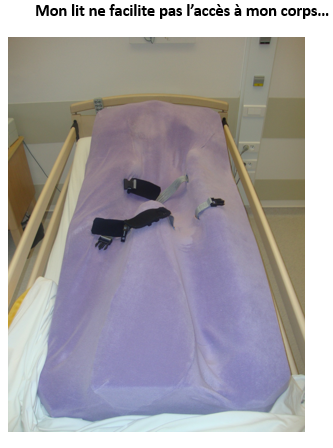 Mon lit ne facilite pas l’accès à mon corps...